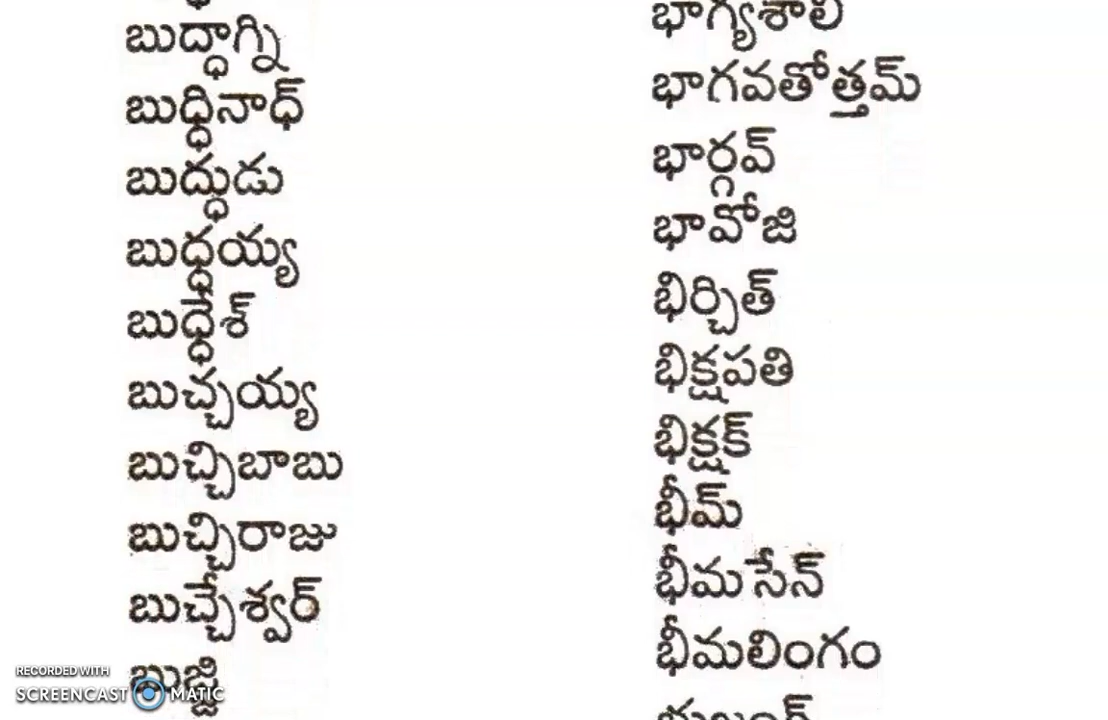 బుద్ధాగ్ని
బుద్ధినాధ్
బుద్ధుడు
బుద్ధయ్య
బుద్ధేశ్
బుచ్చయ్య
బుచ్చిబాబు
బుచ్చిరాజు
బుచ్చేశ్వర్
బుజ్జి
భాగ్యశాలి
భాగవతోత్తమ్
భార్గవ్
భావోజి
భిర్చిత్
భిక్షపతి
భిక్షక్
భీమ్
భీమసేన్
భీమలింగం
RECORDED WITH
SCREENCAST MATIC